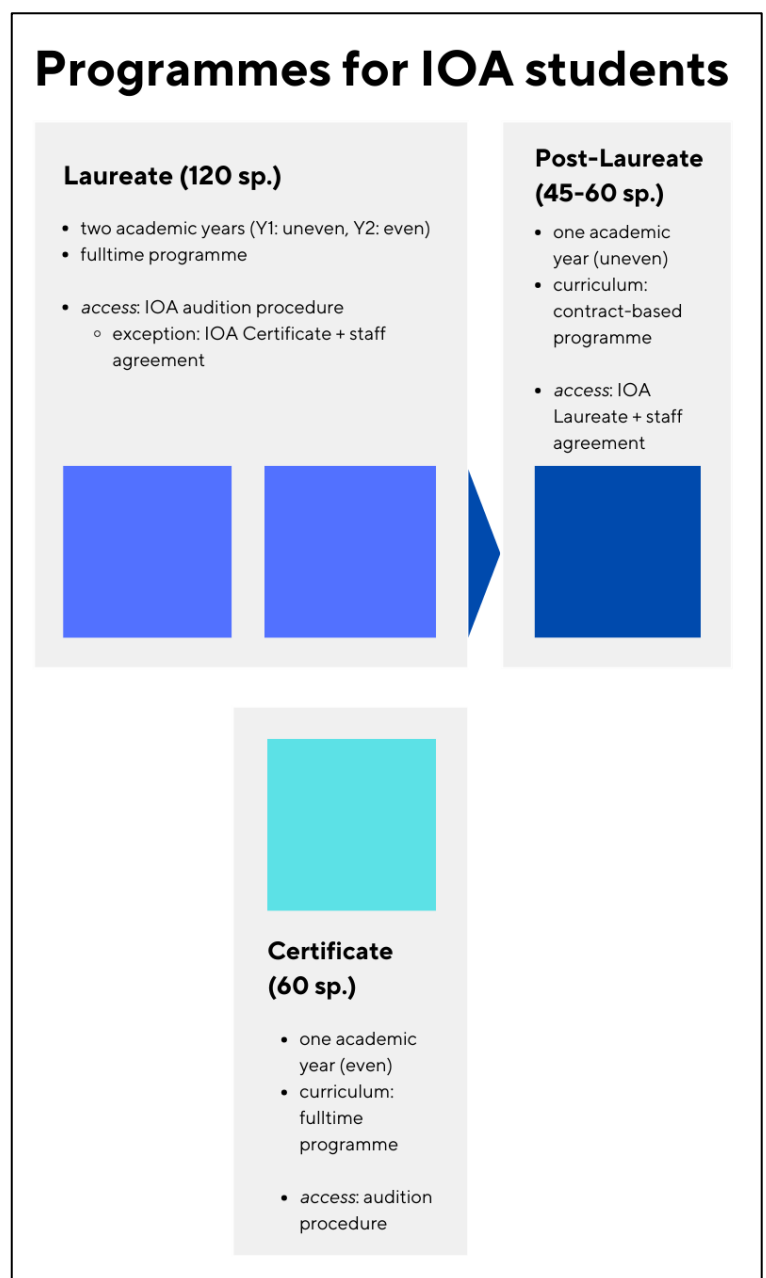 Programmes for IOA students
Laureate (120 sp.)
• two academic years (Y1: uneven, Y2: even)
• fulltime programme
• access: IOA audition procedure
◦ exception: IOA Certificate + staff
agreement
Post-Laureate
(45-60 sp.)
• one academic
year (uneven)
• curriculum:
contract-based
programme
• access: IOA
Laureate + staff
agreement
Certificate
(60 sp.)
• one academic
year (even)
• curriculum:
fulltime
programme
• access: audition
procedure